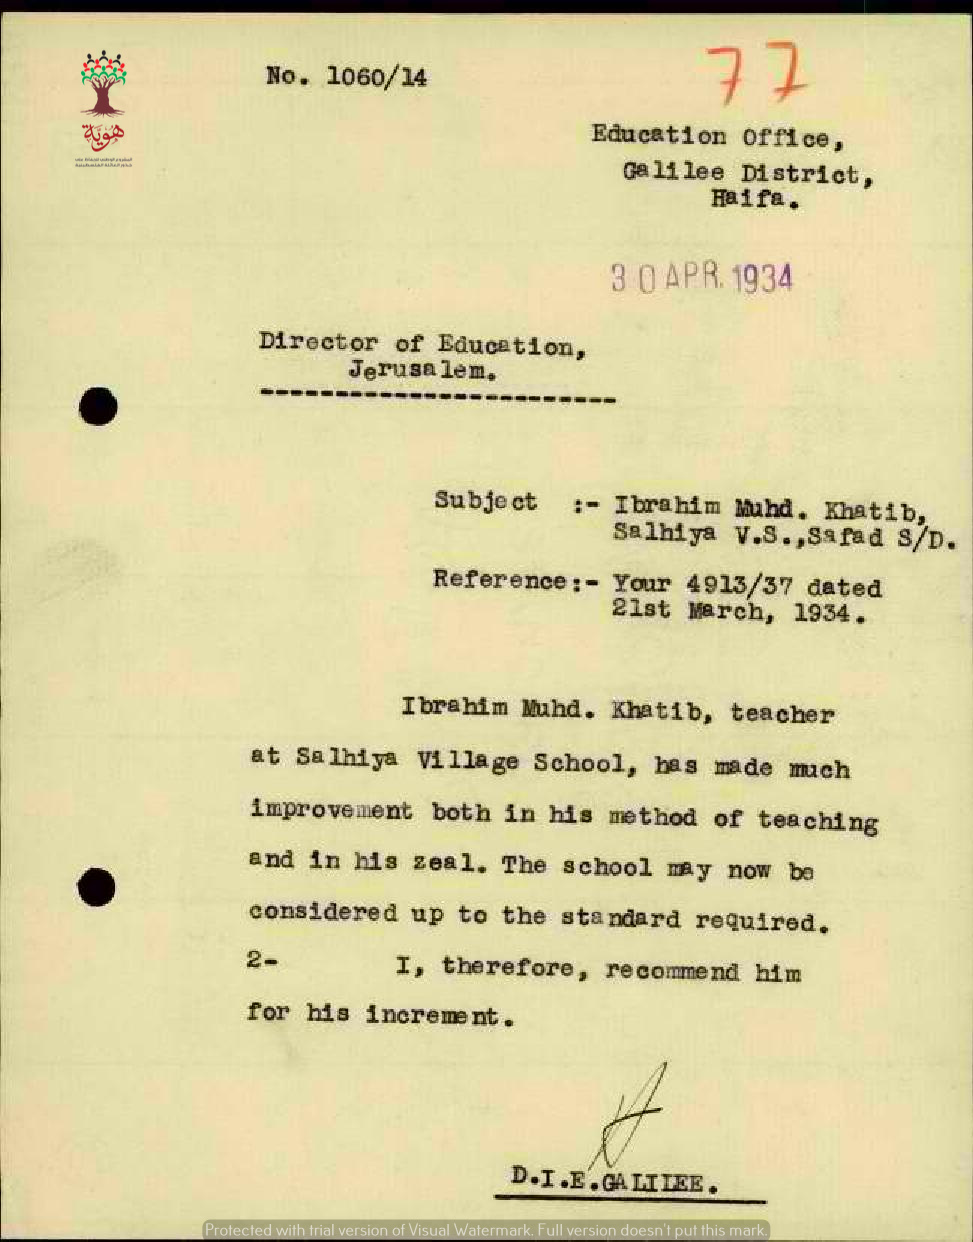 No. 1060/14
77
Education Office,
Galilee District,
Haifa.
30 APR. 1934
هوية
Director of Education,
Jerusalem.
------------------------
Subject :- Ibrahim Muhd. Khatib,
Salhiya V.S.,Safad S/D.
Reference:- Your 4913/37 dated
21st March, 1934.
Ibrahim Muhd. Khatib, teacher
at Salhiya Village School, has made much
improvement both in his method of teaching
and in his zeal. The school may now be
considered up to the standard required.
2- I, therefore, recommend him
for his increment.
D.I.E.GALILEE.
Protected with trial version of Visual Watermark. Full version doesn't put this mark.